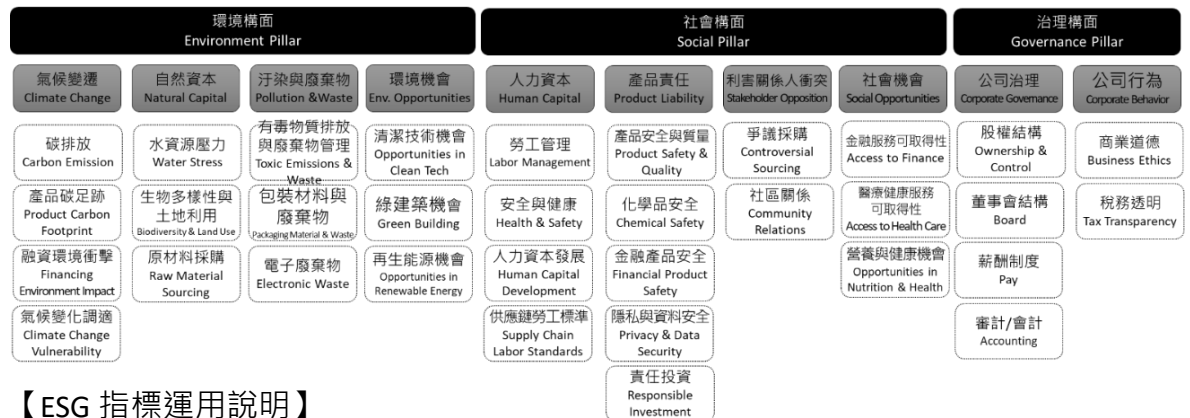 環境構面
Environment Pillar
社會構面
Social Pillar
治理構面
Governance Pillar
氣候變遷
Climate Change
自然資本
Natural Capital
汙染與廢棄物
Pollution &Waste
環境機會
Env. Opportunities
人力資本
Human Capital
產品責任
Product Liability
利害關係人衝突
Stakeholder Opposition
社會機會
Social Opportunities
公司治理
Corporate Governance
公司行為
Corporate Behavior
碳排放
Carbon Emission
產品碳足跡
Product Carbon
Footprint
融資環境衝擊
Financing
Environment Impact
氣候變化調適
Climate Change
Vulnerability
水資源壓力
Water Stress
生物多樣性與
土地利用
Biodiversity & Land Use
原材料採購
Raw Material
Sourcing
有毒物質排放
與廢棄物管理
Toxic Emissions &
Waste
包裝材料與
廢棄物
Packaging Material & Waste
電子廢棄物
Electronic Waste
清潔技術機會
Opportunities in
Clean Tech
綠建築機會
Green Building
再生能源機會
Opportunities in
Renewable Energy
勞工管理
Labor Management
安全與健康
Health & Safety
人力資本發展
Human Capital
Development
供應鏈勞工標準
Supply Chain
Labor Standards
產品安全與質量
Product Safety &
Quality
化學品安全
Chemical Safety
金融產品安全
Financial Product
Safety
隱私與資料安全
Privacy & Data
Security
責任投資
Responsible
Investment
爭議採購
Controversial
Sourcing
社區關係
Community
Relations
金融服務可取得性
Access to Finance
醫療健康服務
可取得性
Access to Health Care
營養與健康機會
Opportunities in
Nutrition & Health
股權結構
Ownership &
Control
董事會結構
Board
薪酬制度
Pay
審計/會計
Accounting
商業道德
Business Ethics
稅務透明
Tax Transparency
【ESG 指標運用說明】